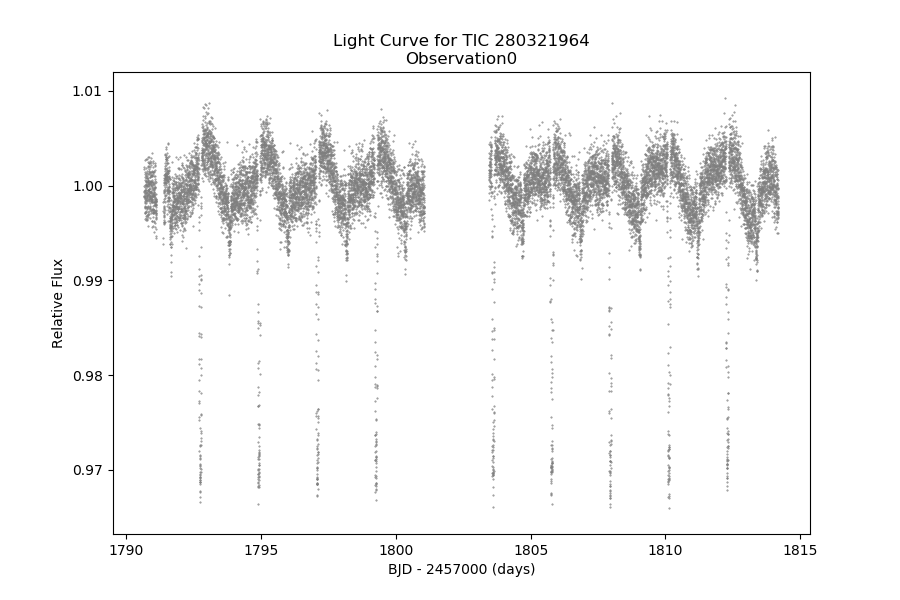 Light Curve for TIC 280321964
Observation0
1.01
1.00
0.99
0.98
0.97
Relative Flux
1790
1795
1800
1805
1810
1815
BJD - 2457000 (days)